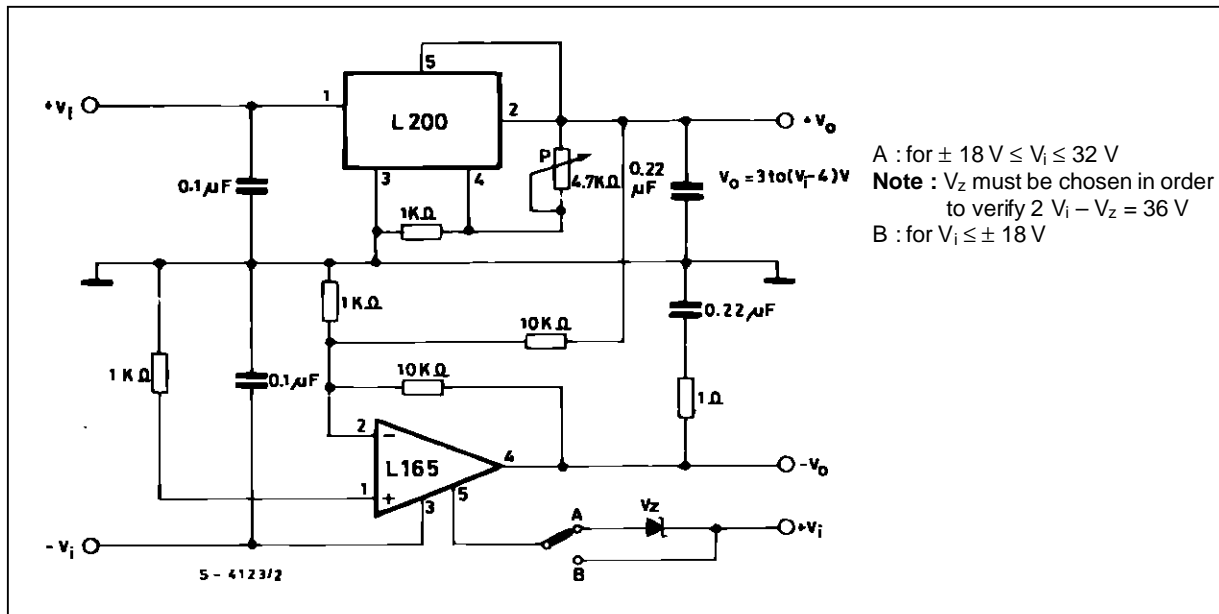 5
+Vi
1
L200
2
+Vo
P
3
4
4.7KΩ
0.22
μF
Vo = 3 to(Vi-4)V
0.1μF
1KΩ
A : for ± 18 V ≤ Vi ≤ 32 V
Note : Vz must be chosen in order
to verify 2 Vi – Vz = 36 V
B : for Vi ≤ ± 18 V
1KΩ
10KΩ
0.22μF
1KΩ
0.1μF
10KΩ
1Ω
2
−
L165
4
-Vo
1
+
3
5
A
Vz
+Vi
-Vi
B
5 - 4123/2